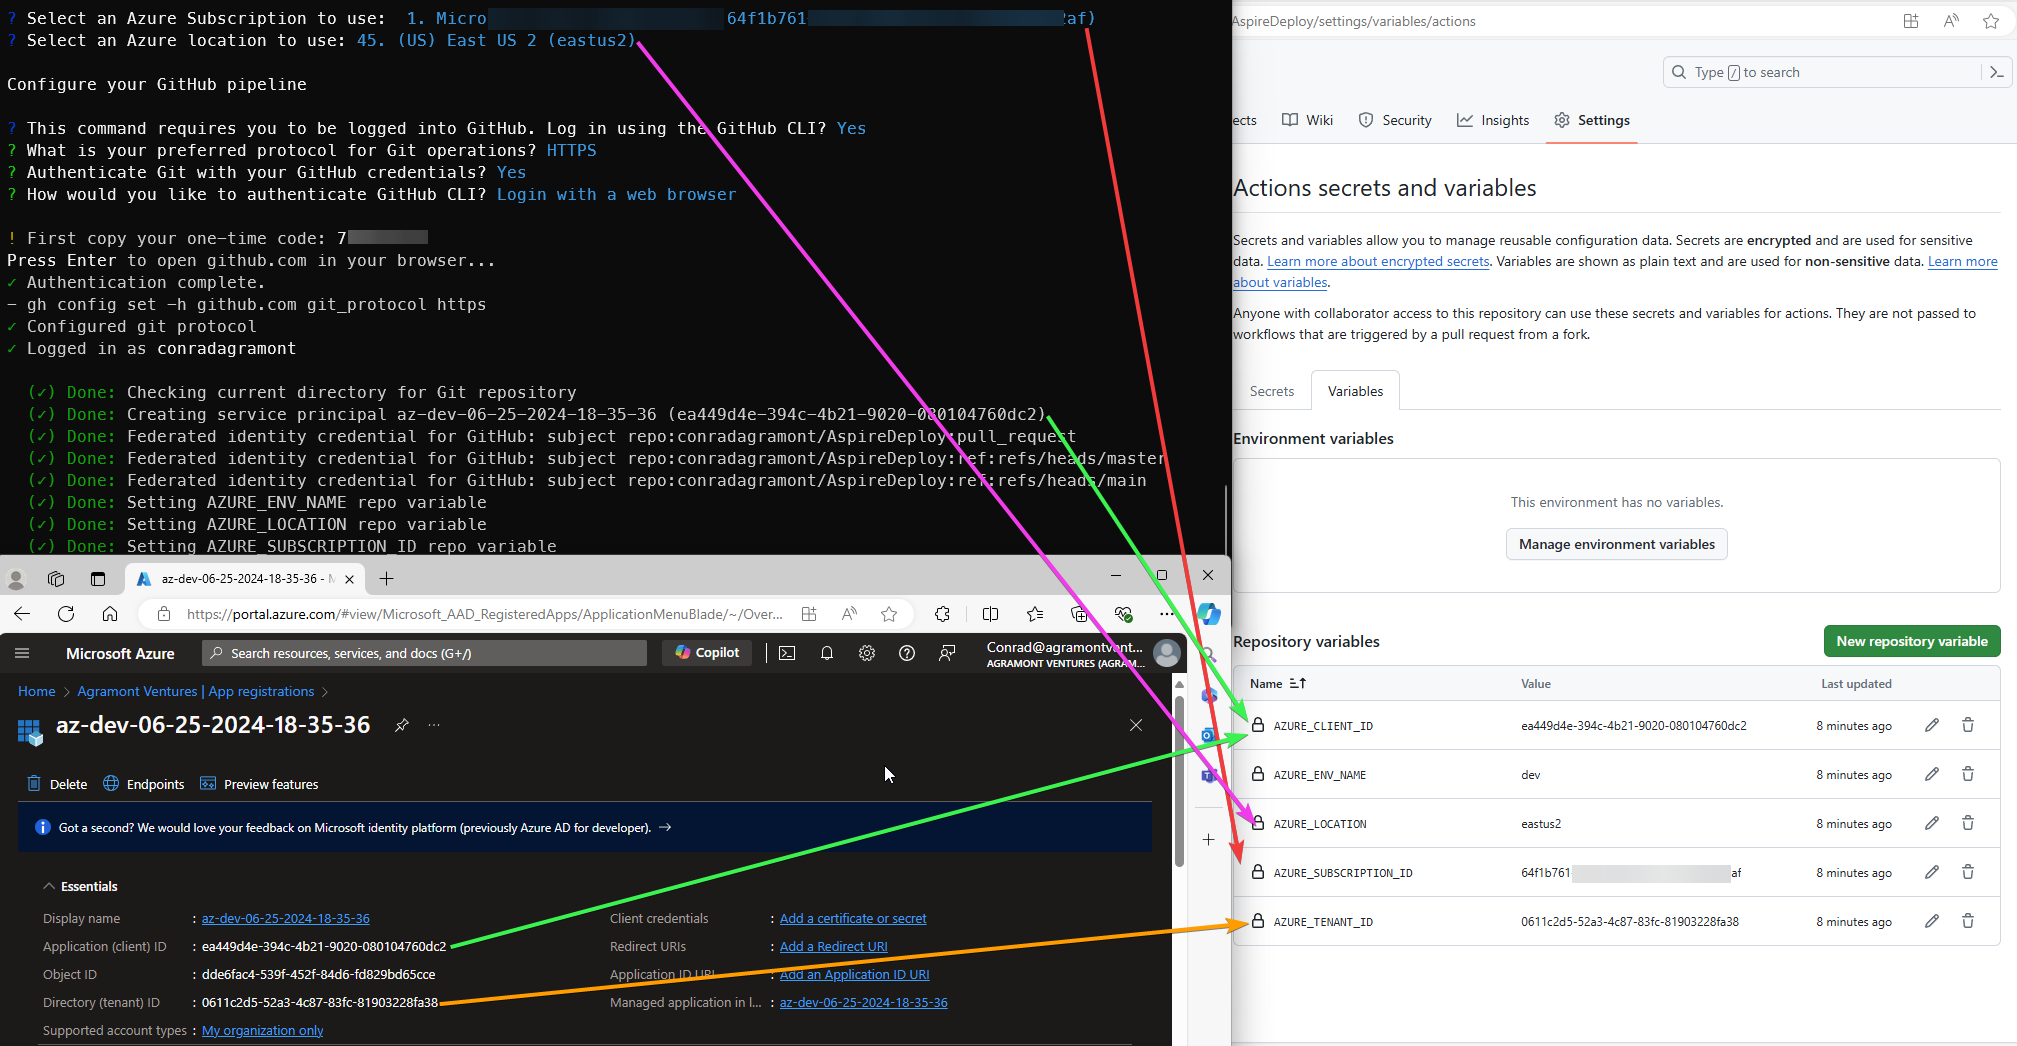 ? Select an Azure Subscription to use:  1. Micro 64f1b761 af)
? Select an Azure location to use: 45. (US) East US 2 (eastus2)
Configure your GitHub pipeline
? This command requires you to be logged into GitHub. Log in using the GitHub CLI? Yes
? What is your preferred protocol for Git operations? HTTPS
? Authenticate Git with your GitHub credentials? Yes
? How would you like to authenticate GitHub CLI? Login with a web browser
! First copy your one-time code: 7
Press Enter to open github.com in your browser...
✓ Authentication complete.
- gh config set -h github.com git_protocol https
✓ Configured git protocol
✓ Logged in as conradagramont
(✓) Done: Checking current directory for Git repository
(✓) Done: Creating service principal az-dev-06-25-2024-18-35-36 (ea449d4e-394c-4b21-9020-080104760dc2)
(✓) Done: Federated identity credential for GitHub: subject repo:conradagramont/AspireDeploy:pull_request
(✓) Done: Federated identity credential for GitHub: subject repo:conradagramont/AspireDeploy:ref:refs/heads/master
(✓) Done: Federated identity credential for GitHub: subject repo:conradagramont/AspireDeploy:ref:refs/heads/main
(✓) Done: Setting AZURE_ENV_NAME repo variable
(✓) Done: Setting AZURE_LOCATION repo variable
(✓) Done: Setting AZURE_SUBSCRIPTION_ID repo variable
az-dev-06-25-2024-18-35-36 - M
https://portal.azure.com/#view/Microsoft_AAD_RegisteredApps/ApplicationMenuBlade/~/Over...
Microsoft Azure
Search resources, services, and docs (G+/)
Copilot
Conrad@agramontvent...
AGRAMONT VENTURES (AGRAM...
Home > Agramont Ventures | App registrations >
az-dev-06-25-2024-18-35-36
Delete Endpoints Preview features
Got a second? We would love your feedback on Microsoft identity platform (previously Azure AD for developer). →
Essentials
Display name : az-dev-06-25-2024-18-35-36
Application (client) ID : ea449d4e-394c-4b21-9020-080104760dc2
Object ID : dde6fac4-539f-452f-84d6-fd829bd65cce
Directory (tenant) ID : 0611c2d5-52a3-4c87-83fc-81903228fa38
Supported account types : My organization only
Client credentials : Add a certificate or secret
Redirect URIs : Add a Redirect URI
Application ID URI : Add an Application ID URI
Managed application in l... : az-dev-06-25-2024-18-35-36
AspireDeploy/settings/variables/actions
Type / to search
ects Wiki Security Insights Settings
Actions secrets and variables
Secrets and variables allow you to manage reusable configuration data. Secrets are encrypted and are used for sensitive
data. Learn more about encrypted secrets. Variables are shown as plain text and are used for non-sensitive data. Learn more
about variables.
Anyone with collaborator access to this repository can use these secrets and variables for actions. They are not passed to
workflows that are triggered by a pull request from a fork.
Secrets Variables
Environment variables
This environment has no variables.
Manage environment variables
Repository variables
New repository variable
Name Value Last updated
AZURE_CLIENT_ID ea449d4e-394c-4b21-9020-080104760dc2 8 minutes ago
AZURE_ENV_NAME dev 8 minutes ago
AZURE_LOCATION eastus2 8 minutes ago
AZURE_SUBSCRIPTION_ID 64f1b761 af 8 minutes ago
AZURE_TENANT_ID 0611c2d5-52a3-4c87-83fc-81903228fa38 8 minutes ago